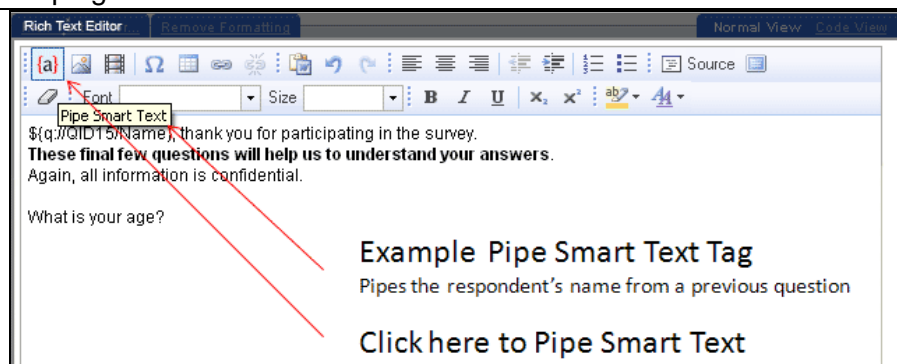 Rich Text Editor... Remove Formatting Normal View Code View
{a} Ω Source
Font Size B I U X₂ X² ab A
Pipe Smart Text
${q://QID15/Name}, thank you for participating in the survey.
These final few questions will help us to understand your answers.
Again, all information is confidential.
What is your age?
Example Pipe Smart Text Tag
Pipes the respondent's name from a previous question
Click here to Pipe Smart Text